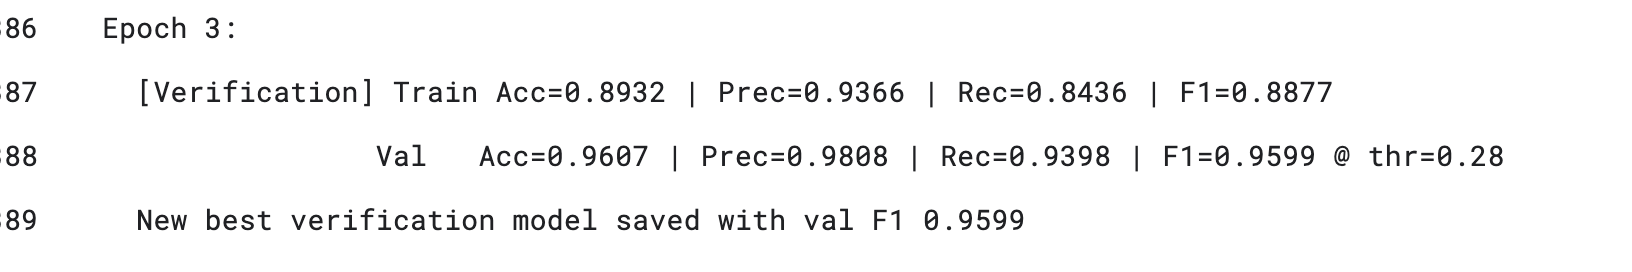 86 Epoch 3:
87 [Verification] Train Acc=0.8932 | Prec=0.9366 | Rec=0.8436 | F1=0.8877
88 Val Acc=0.9607 | Prec=0.9808 | Rec=0.9398 | F1=0.9599 @ thr=0.28
89 New best verification model saved with val F1 0.9599